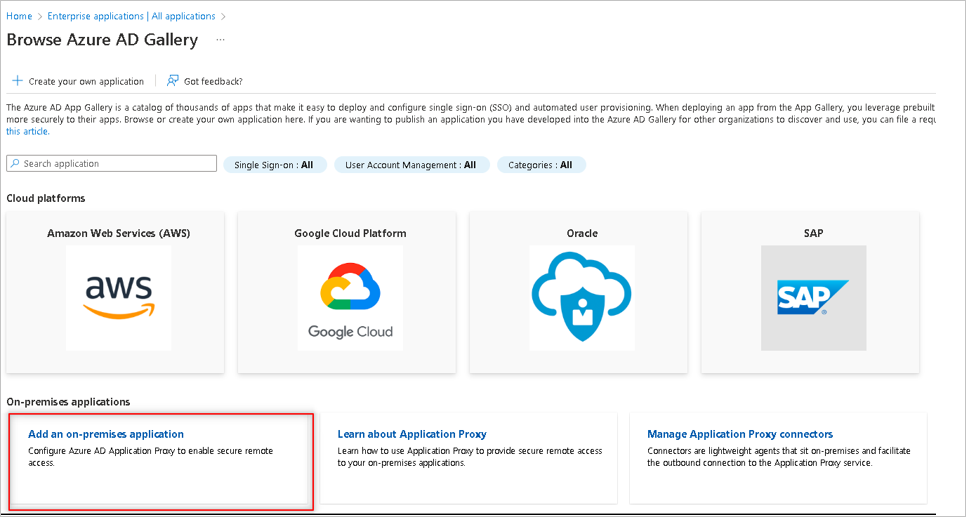 Home > Enterprise applications | All applications >
Browse Azure AD Gallery ...
+ Create your own application Got feedback?
The Azure AD App Gallery is a catalog of thousands of apps that make it easy to deploy and configure single sign-on (SSO) and automated user provisioning. When deploying an app from the App Gallery, you leverage prebuilt
more securely to their apps. Browse or create your own application here. If you are wanting to publish an application you have developed into the Azure AD Gallery for other organizations to discover and use, you can file a requ
this article.
Search application
Single Sign-on : All
User Account Management : All
Categories : All
Cloud platforms
Amazon Web Services (AWS)
aws
Google Cloud Platform
Google Cloud
Oracle
SAP
SAP
On-premises applications
Add an on-premises application
Configure Azure AD Application Proxy to enable secure remote
access.
Learn about Application Proxy
Learn how to use Application Proxy to provide secure remote access
to your on-premises applications.
Manage Application Proxy connectors
Connectors are lightweight agents that sit on-premises and facilitate
the outbound connection to the Application Proxy service.